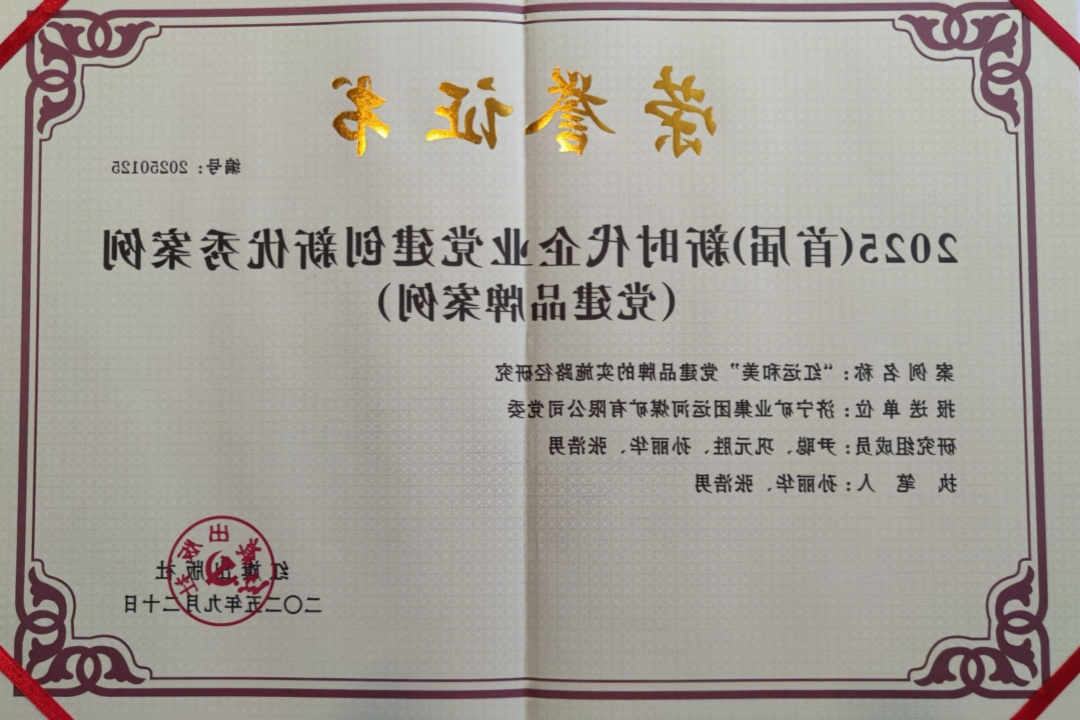 荣誉证书
编号：20250125
2025(首届)新时代企业党建创新优秀案例
(党建品牌案例)
案例名称：“红运和美”党建品牌的实施路径研究
报送单位：济宁矿业集团运河煤矿有限公司党委
研究组成员：尹聪、巩元胜、孙丽华、张浩男
执笔人：孙丽华、张浩男
红旗出版社
二〇二五年九月二十日
红旗出版社